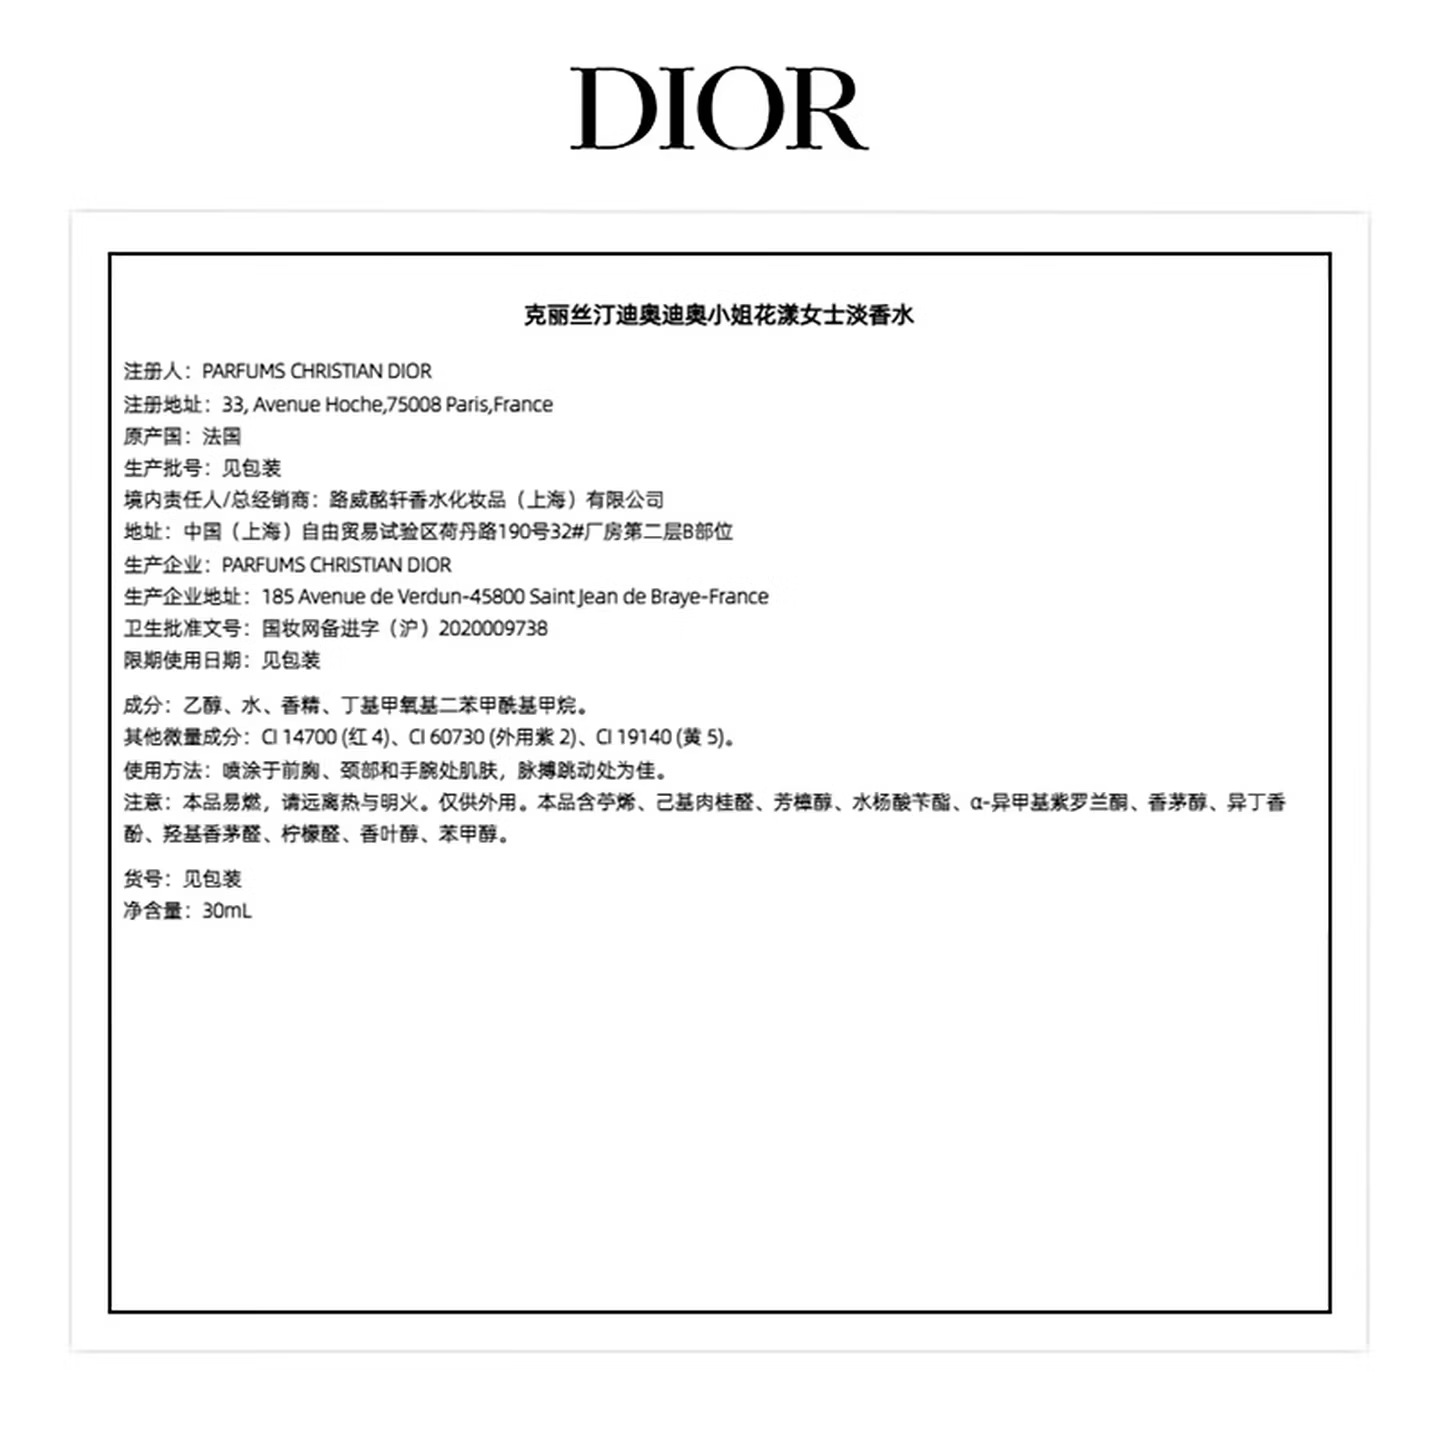 DIOR
克丽丝汀迪奥迪奥小姐花漾女士淡香水
注册人：PARFUMS CHRISTIAN DIOR
注册地址：33, Avenue Hoche,75008 Paris,France
原产国：法国
生产批号：见包装
境内责任人/总经销商：路威酩轩香水化妆品（上海）有限公司
地址：中国（上海）自由贸易试验区荷丹路190号32#厂房第二层B部位
生产企业：PARFUMS CHRISTIAN DIOR
生产企业地址：185 Avenue de Verdun-45800 Saint Jean de Braye-France
卫生批准文号：国妆网备进字（沪）2020009738
限期使用日期：见包装
成分：乙醇、水、香精、丁基甲氧基二苯甲酰基甲烷。
其他微量成分：CI 14700 (红 4)、CI 60730 (外用紫 2)、CI 19140 (黄 5)。
使用方法：喷涂于前胸、颈部和手腕处肌肤，脉搏跳动处为佳。
注意：本品易燃，请远离热与明火。仅供外用。本品含苧烯、己基肉桂醛、芳樟醇、水杨酸苄酯、α-异甲基紫罗兰酮、香茅醇、异丁香
酚、羟基香茅醛、柠檬醛、香叶醇、苯甲醇。
货号：见包装
净含量：30mL